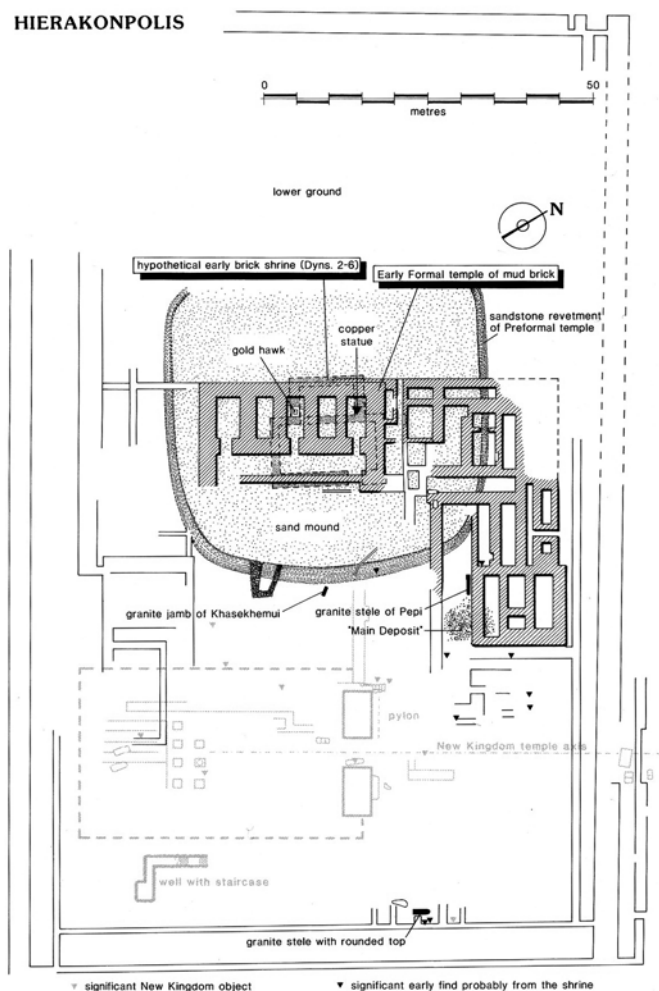 HIERAKONPOLIS
0
50
metres
lower ground
N
hypothetical early brick shrine (Dyns. 2-6)
Early Formal temple of mud brick
sandstone revetment
of Preformal temple
copper
statue
gold hawk
sand mound
granite jamb of Khasekhemui
granite stele of Pepi
"Main Deposit"
pylon
New Kingdom temple axis
well with staircase
granite stele with rounded top
▼ significant New Kingdom object
▼ significant early find probably from the shrine